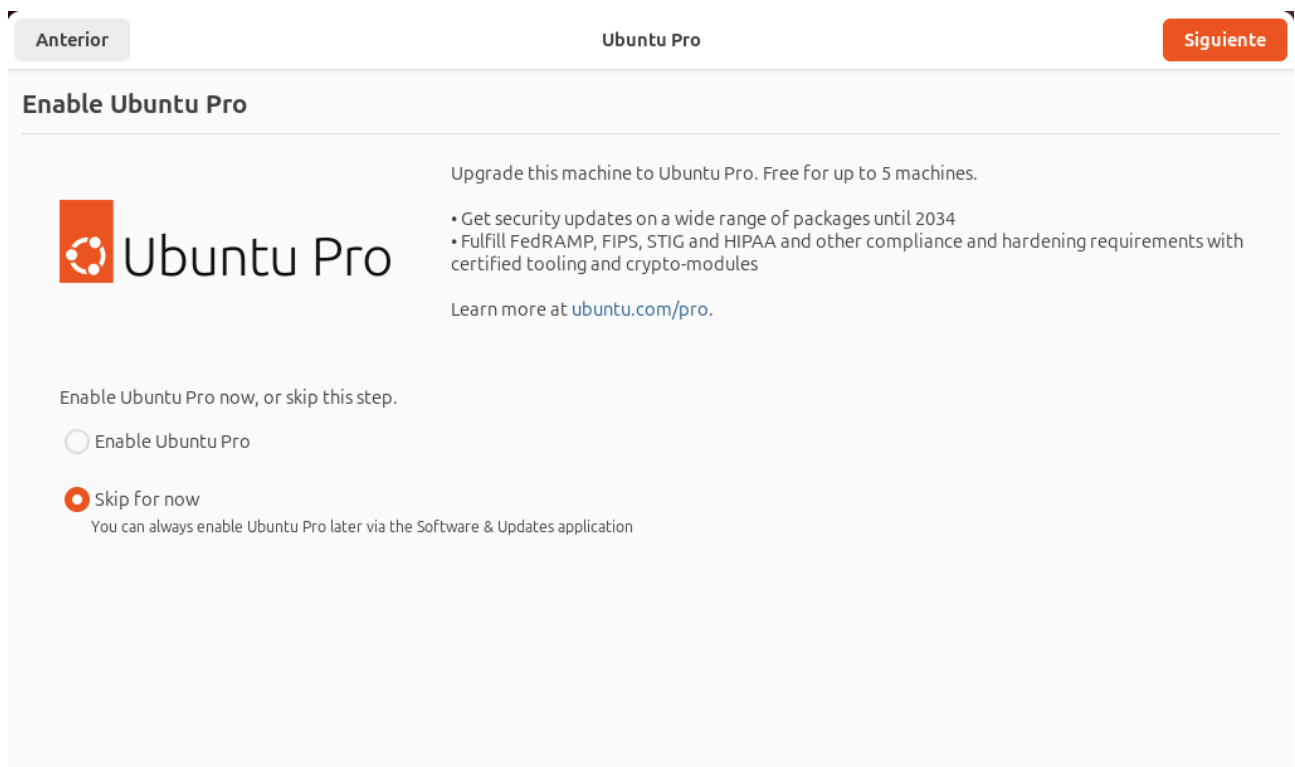 Anterior
Ubuntu Pro
Siguiente
Enable Ubuntu Pro
Ubuntu Pro
Upgrade this machine to Ubuntu Pro. Free for up to 5 machines.
• Get security updates on a wide range of packages until 2034
• Fulfill FedRAMP, FIPS, STIG and HIPAA and other compliance and hardening requirements with
certified tooling and crypto-modules
Learn more at ubuntu.com/pro.
Enable Ubuntu Pro now, or skip this step.
Enable Ubuntu Pro
Skip for now
You can always enable Ubuntu Pro later via the Software & Updates application